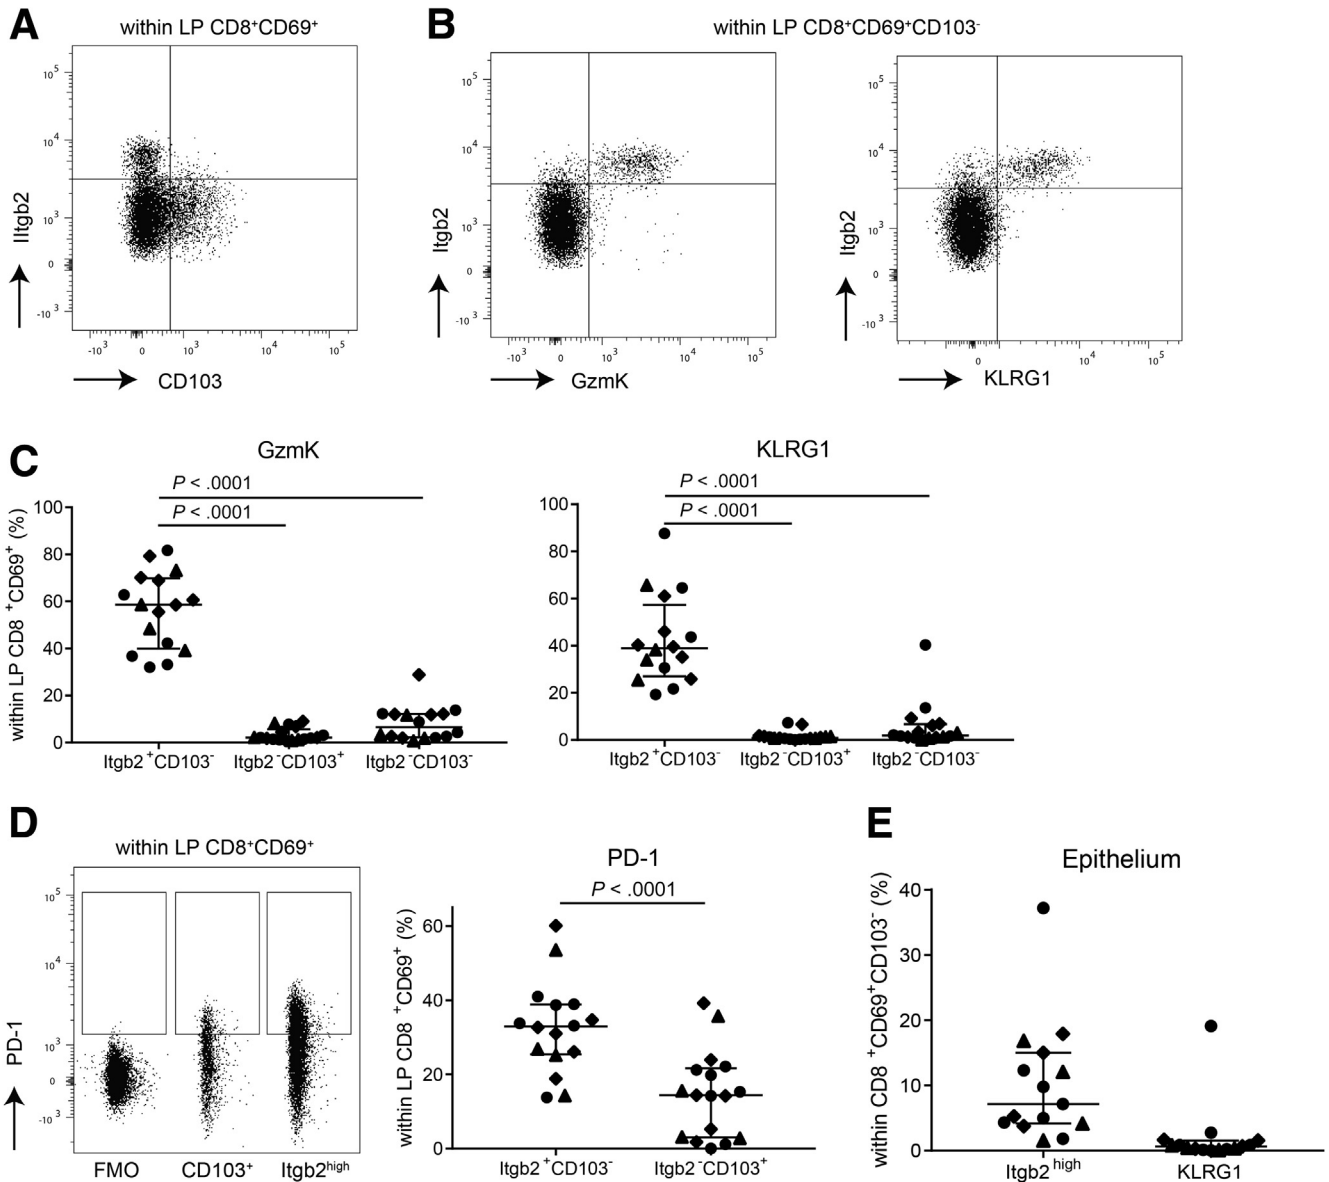 A
within LP CD8⁺CD69⁺
10⁵
10⁴
10³
0
-10³
IItgb2
-10³ 0 10³ 10⁴ 10⁵
CD103
B
within LP CD8⁺CD69⁺CD103⁻
10⁵
10⁴
10³
0
-10³
Itgb2
-10³ 0 10³ 10⁴ 10⁵
GzmK
10⁵
10⁴
10³
0
-10³
Itgb2
0 10⁴ 10⁵
KLRG1
C
GzmK
P < .0001
P < .0001
100
80
60
40
20
0
within LP CD8 ⁺CD69⁺ (%)
Itgb2 ⁺CD103⁻ Itgb2 ⁻CD103⁺ Itgb2 ⁻CD103⁻
KLRG1
P < .0001
P < .0001
100
80
60
40
20
0
Itgb2 ⁺CD103⁻ Itgb2 ⁻CD103⁺ Itgb2 ⁻CD103⁻
D
within LP CD8⁺CD69⁺
10⁵
10⁴
10³
0
-10³
PD-1
FMO CD103⁺ Itgb2ʰⁱᵍʰ
PD-1
P < .0001
60
40
20
0
within LP CD8 ⁺CD69⁺ (%)
Itgb2 ⁺CD103⁻ Itgb2 ⁻CD103⁺
E
Epithelium
40
30
20
10
0
within CD8 ⁺CD69⁺CD103⁻ (%)
Itgb2 ʰⁱᵍʰ KLRG1